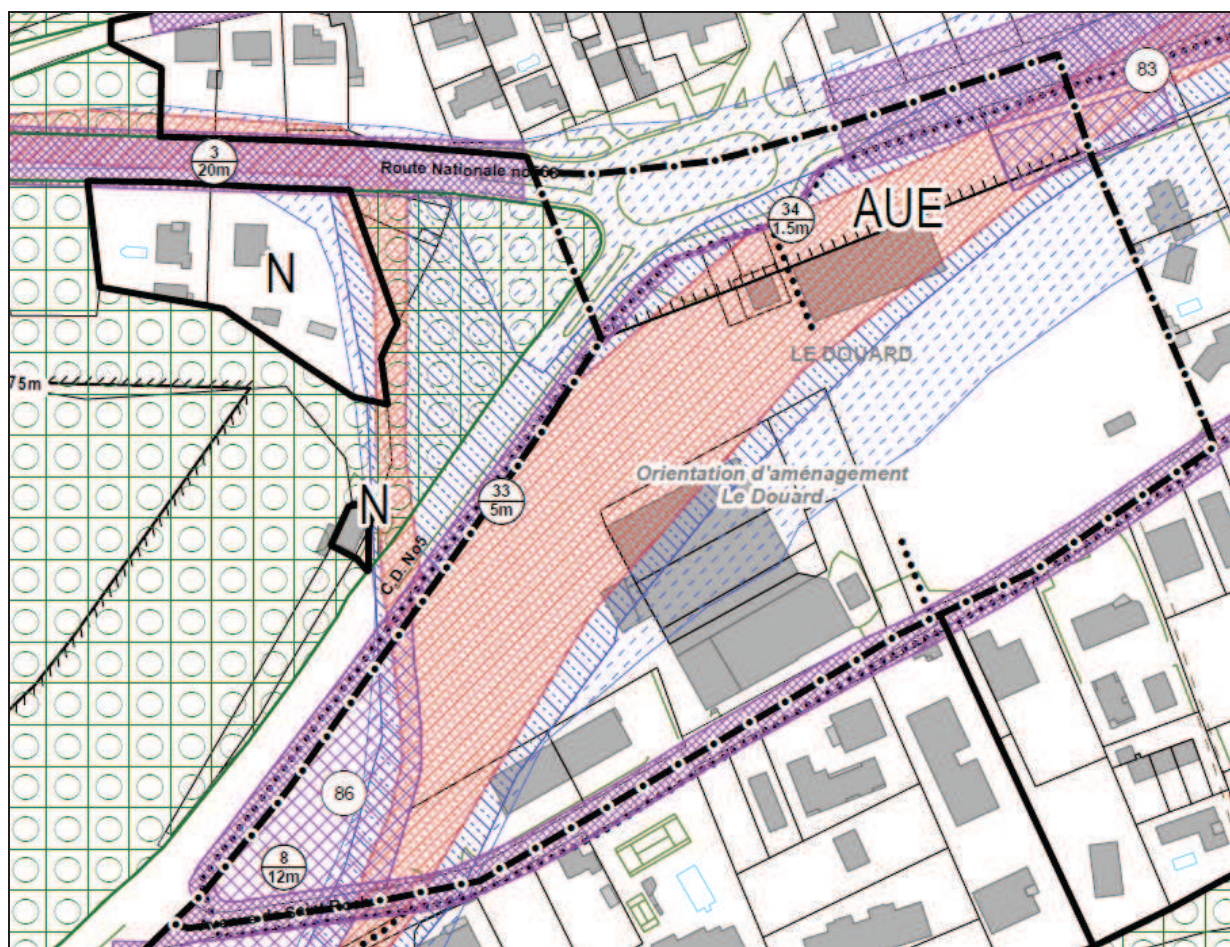 83
3
20m
Route Nationale no
34
1.5m
AUE
N
LE DOUARD
75m
Orientation d'aménagement
Le Douard
N
33
5m
C.D. No5
86
8
12m